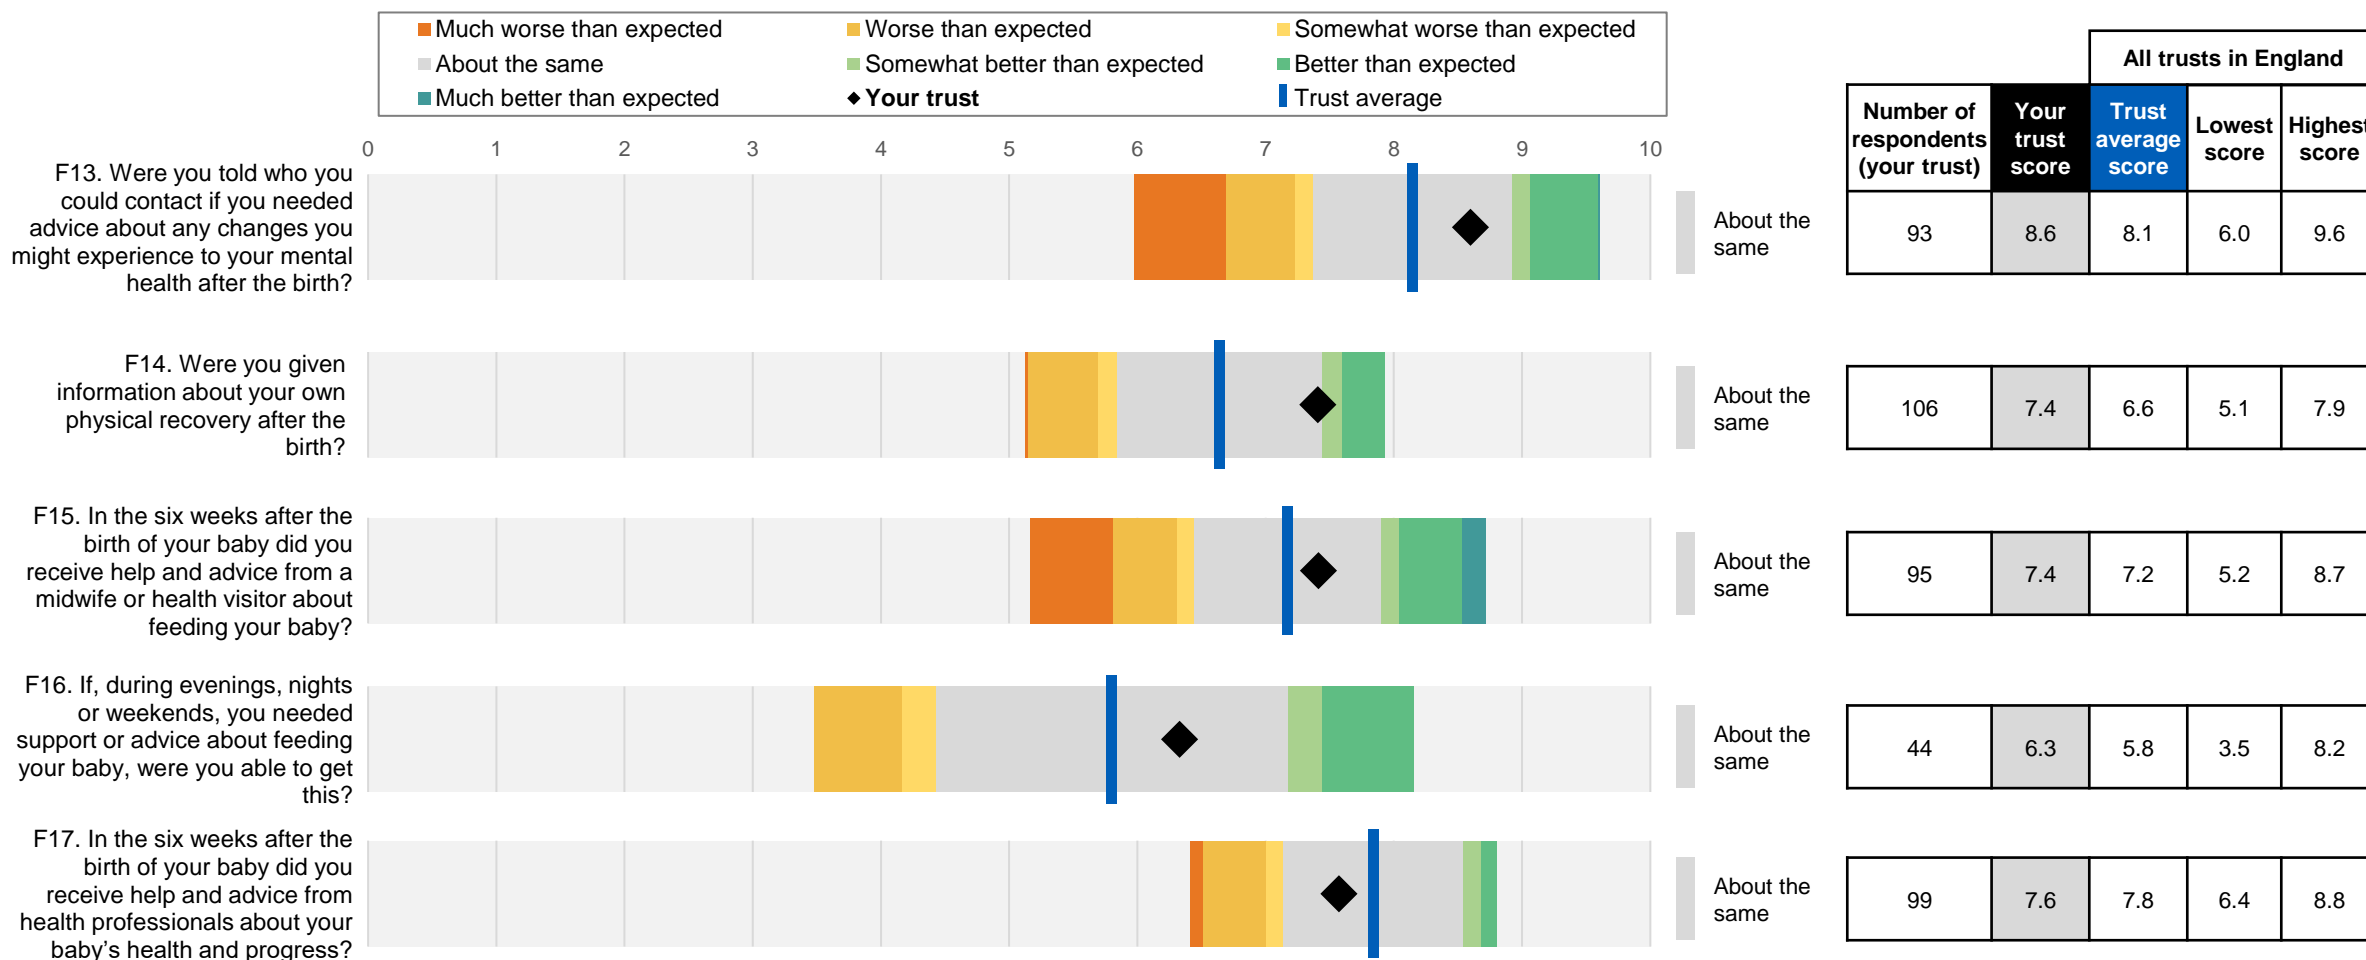 Much worse than expected
Worse than expected
Somewhat worse than expected
About the same
Somewhat better than expected
Better than expected
Much better than expected
Your trust
Trust average
All trusts in England
Number of
respondents
(your trust)
Your
trust
score
Trust
average
score
Lowest
score
Highest
score
0 1 2 3 4 5 6 7 8 9 10
F13. Were you told who you
could contact if you needed
advice about any changes you
might experience to your mental
health after the birth?
About the
same
93 8.6 8.1 6.0 9.6
F14. Were you given
information about your own
physical recovery after the
birth?
About the
same
106 7.4 6.6 5.1 7.9
F15. In the six weeks after the
birth of your baby did you
receive help and advice from a
midwife or health visitor about
feeding your baby?
About the
same
95 7.4 7.2 5.2 8.7
F16. If, during evenings, nights
or weekends, you needed
support or advice about feeding
your baby, were you able to get
this?
About the
same
44 6.3 5.8 3.5 8.2
F17. In the six weeks after the
birth of your baby did you
receive help and advice from
health professionals about your
baby’s health and progress?
About the
same
99 7.6 7.8 6.4 8.8